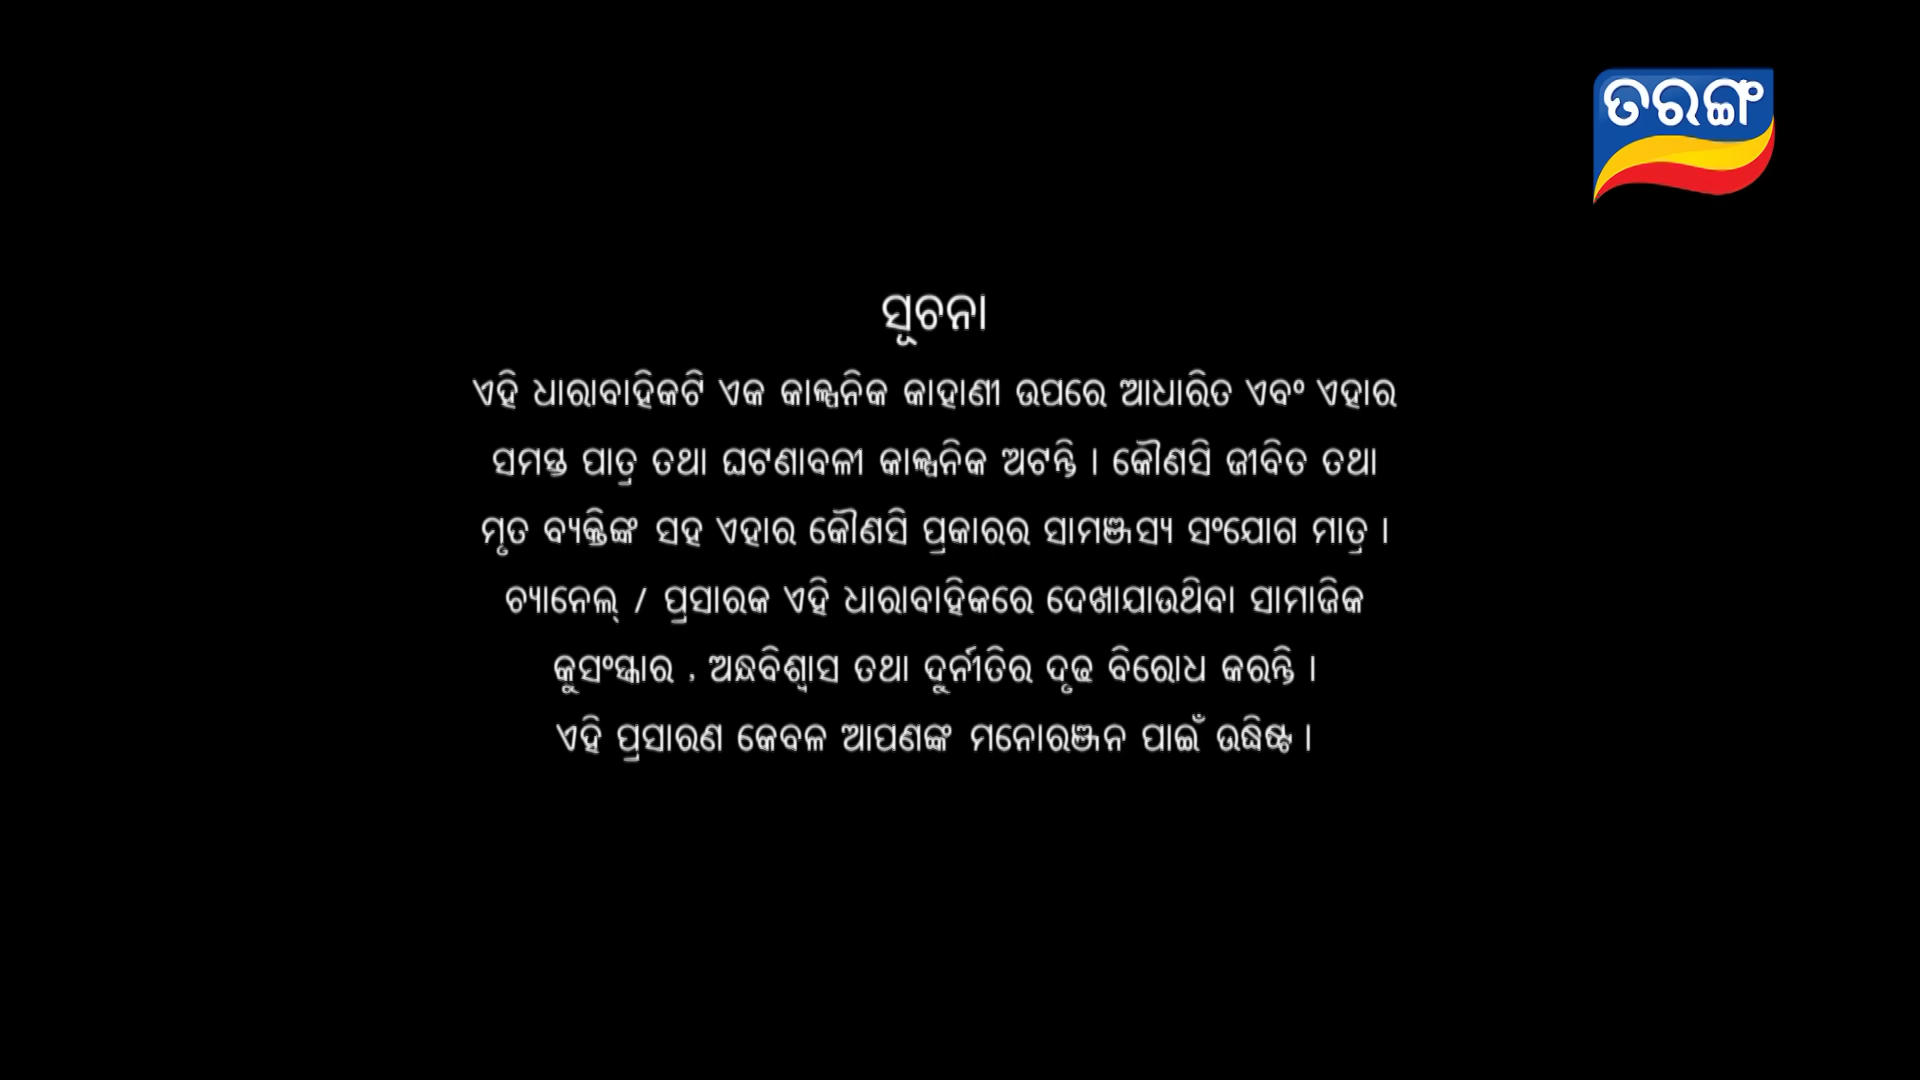 ତରଙ୍ଗ
ସୂଚନା
ଏହି ଧାରାବାହିକଟି ଏକ କାଳ୍ପନିକ କାହାଣୀ ଉପରେ ଆଧାରିତ ଏବଂ ଏହାର
ସମସ୍ତ ପାତ୍ର ତଥା ଘଟଣାବଳୀ କାଳ୍ପନିକ ଅଟନ୍ତି । କୌଣସି ଜୀବିତ ତଥା
ମୃତ ବ୍ୟକ୍ତିଙ୍କ ସହ ଏହାର କୌଣସି ପ୍ରକାରର ସାମଞ୍ଜସ୍ୟ ସଂଯୋଗ ମାତ୍ର ।
ଚ୍ୟାନେଲ୍ / ପ୍ରସାରକ ଏହି ଧାରାବାହିକରେ ଦେଖାଯାଉଥିବା ସାମାଜିକ
କୁସଂସ୍କାର , ଅନ୍ଧବିଶ୍ୱାସ ତଥା ଦୁର୍ନୀତିର ଦୃଢ ବିରୋଧ କରନ୍ତି ।
ଏହି ପ୍ରସାରଣ କେବଳ ଆପଣଙ୍କ ମନୋରଞ୍ଜନ ପାଇଁ ଉଦ୍ଧିଷ୍ଟ ।